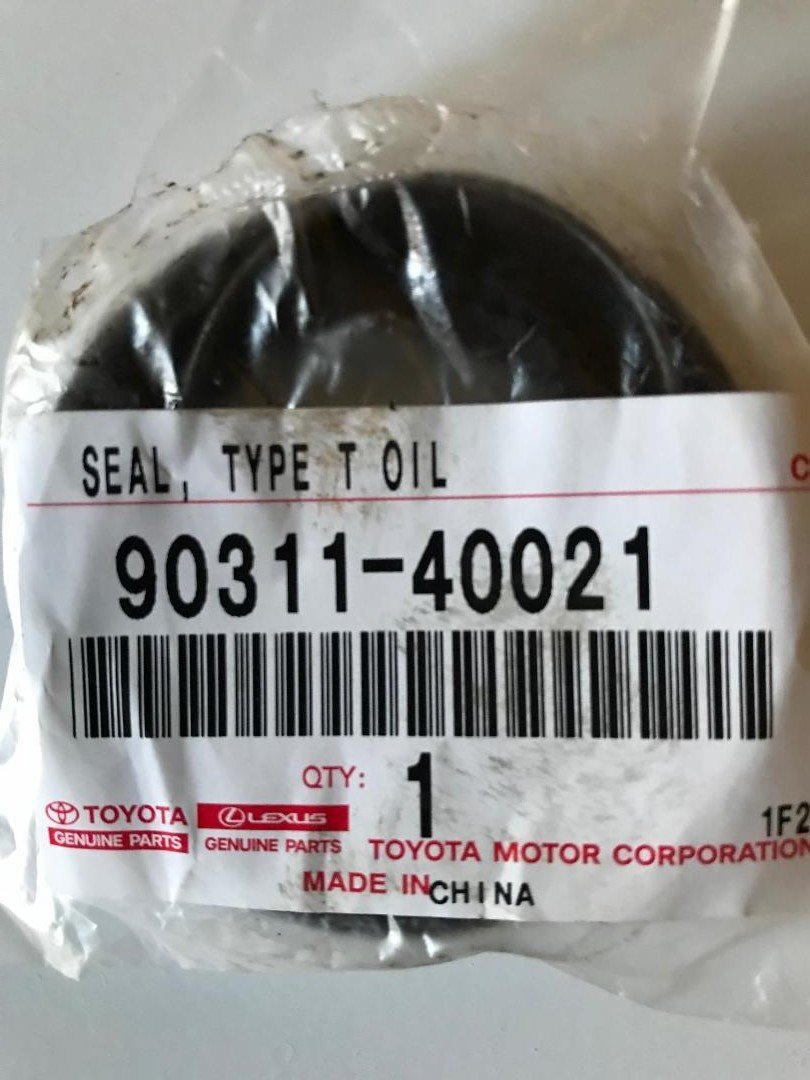 SEAL, TYPE T OIL
C
90311-40021
QTY: 1
TOYOTA LEXUS 1F2
GENUINE PARTS GENUINE PARTS TOYOTA MOTOR CORPORATION
MADE IN CHINA